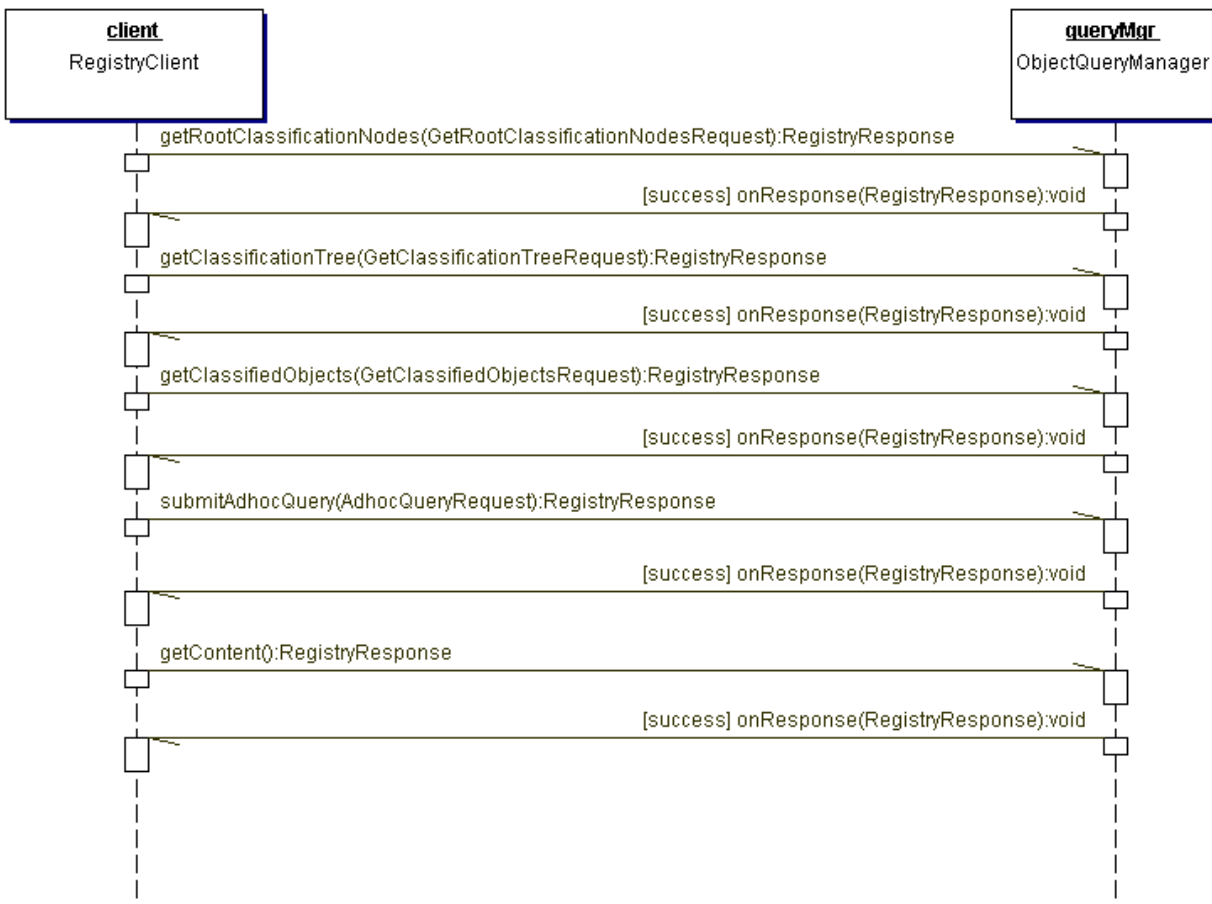 client
RegistryClient
queryMgr
ObjectQueryManager
getRootClassificationNodes(GetRootClassificationNodesRequest):RegistryResponse
[success] onResponse(RegistryResponse):void
getClassificationTree(GetClassificationTreeRequest):RegistryResponse
[success] onResponse(RegistryResponse):void
getClassifiedObjects(GetClassifiedObjectsRequest):RegistryResponse
[success] onResponse(RegistryResponse):void
submitAdhocQuery(AdhocQueryRequest):RegistryResponse
[success] onResponse(RegistryResponse):void
getContent():RegistryResponse
[success] onResponse(RegistryResponse):void